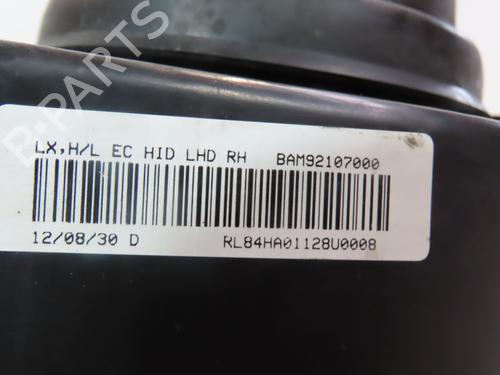 LX,H/L EC HID LHD RH BAM92107000
12/08/30 D RL84HA01128U0008
B-PARTS